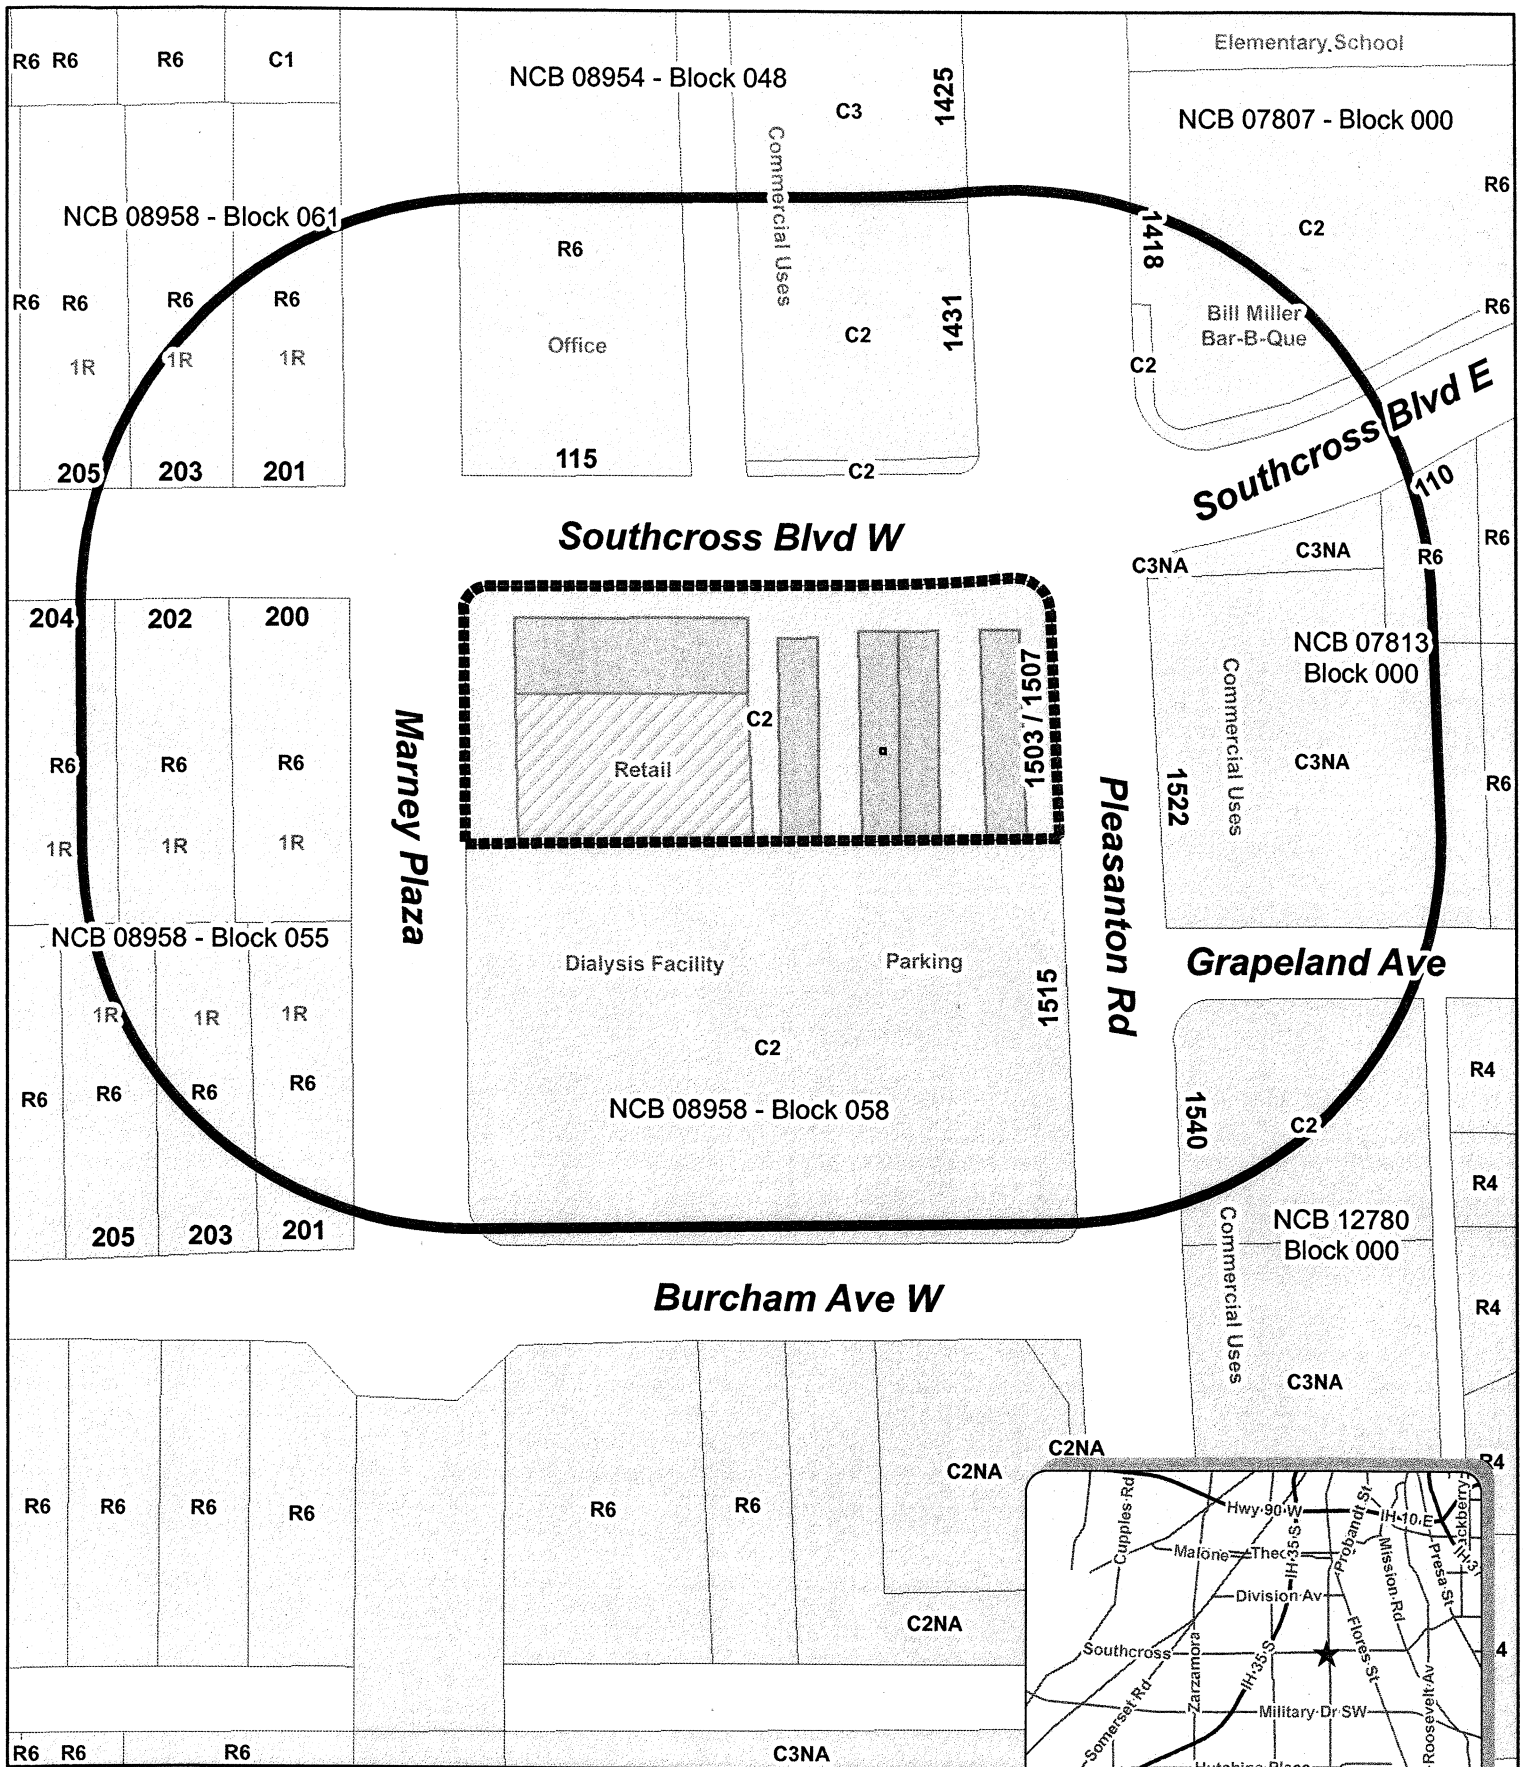 Elementary School
R6 R6 R6 C1
NCB 08954 - Block 048
C3
1425
NCB 07807 - Block 000
R6
NCB 08958 - Block 061
Commercial Uses
1418
C2
R6
R6 R6 R6 R6
Office
1R 1R 1R
C2
1431
Bill Miller
Bar-B-Que
R6
C2
Southcross Blvd E
205 203 201
115
C2
110
Southcross Blvd W
C3NA
C3NA
R6
R6
204 202 200
NCB 07813
Block 000
1503 / 1507
C2
Retail
Marney Plaza
R6 R6 R6
1R 1R 1R
Pleasanton Rd
1522
Commercial Uses
C3NA
R6
NCB 08958 - Block 055
Dialysis Facility
Parking
1515
Grapeland Ave
1R 1R 1R
C2
R6 R6 R6 R6
NCB 08958 - Block 058
1540
C2
R4
R4
205 203 201
Commercial Uses
NCB 12780
Block 000
Burcham Ave W
R4
C3NA
C2NA
R4
C2NA
R6 R6 R6 R6
R6 R6
C2NA
R6 R6 R6
C3NA
Cupples Rd
Hwy 90 W
IH 35 S
Probandt St
IH 10 E
Malone
Theo
Mission Rd
Presa St
Division Av
Southcross
Zarzamora
IH 35 S
Flores St
4
Somerset Rd
Military Dr SW
Roosevelt Av